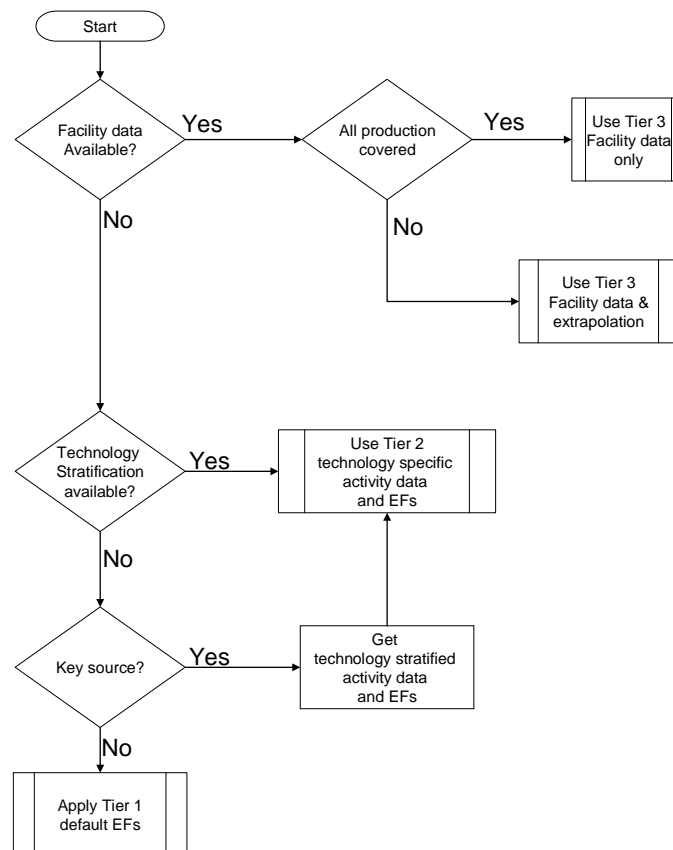 Start
Facility data
Available?
Yes
All production
covered
Yes
Use Tier 3
Facility data
only
No
No
Use Tier 3
Facility data &
extrapolation
Technology
Stratification
available?
Yes
Use Tier 2
technology specific
activity data
and EFs
No
Key source?
Yes
Get
technology stratified
activity data
and EFs
No
Apply Tier 1
default EFs